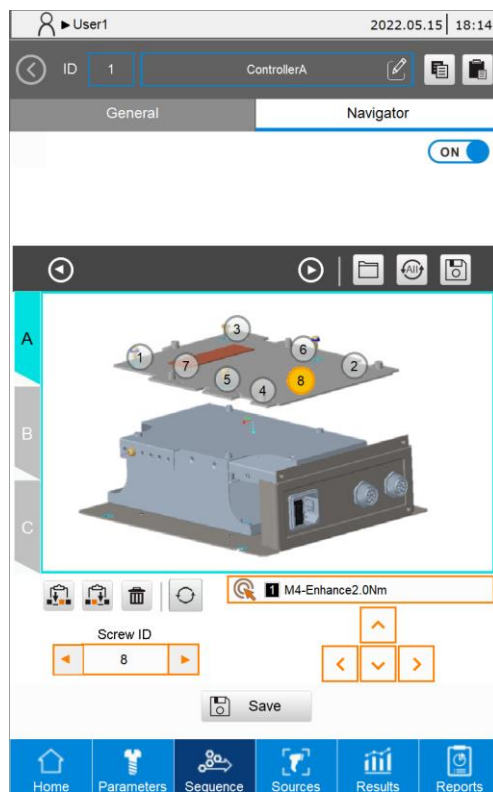 ►User1 2022.05.15 18:14
ID 1 ControllerA
General Navigator
ON
All
A
B
C
3
6
1
7
2
5
4
8
1 M4-Enhance2.0Nm
Screw ID
8
Save
Home Parameters Sequence Sources Results Reports